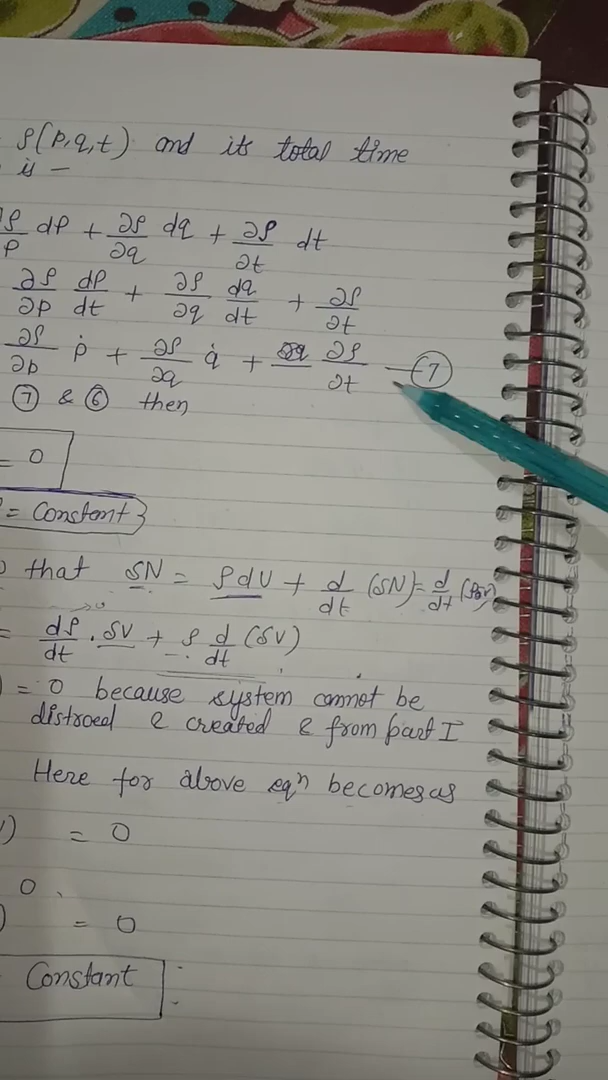 ρ(p,q,t) and its total time
is —
∂ρ/p dp + ∂ρ/∂q dq + ∂ρ/∂t dt
∂ρ/∂p dp/dt + ∂ρ/∂q dq/dt + ∂ρ/∂t
∂ρ/∂p ṗ + ∂ρ/∂q q̇ + ∂ρ/∂t — ⑦
⑦ & ⑥ then
= 0
= Constant}
that δN = ρdV + d/dt (δN) = d/dt
= dρ/dt . δV + ρ d/dt (δV)
) = 0 because system cannot be
distroed & created & from part I
Here for above eqⁿ becomes as
) = 0
0
) = 0
Constant